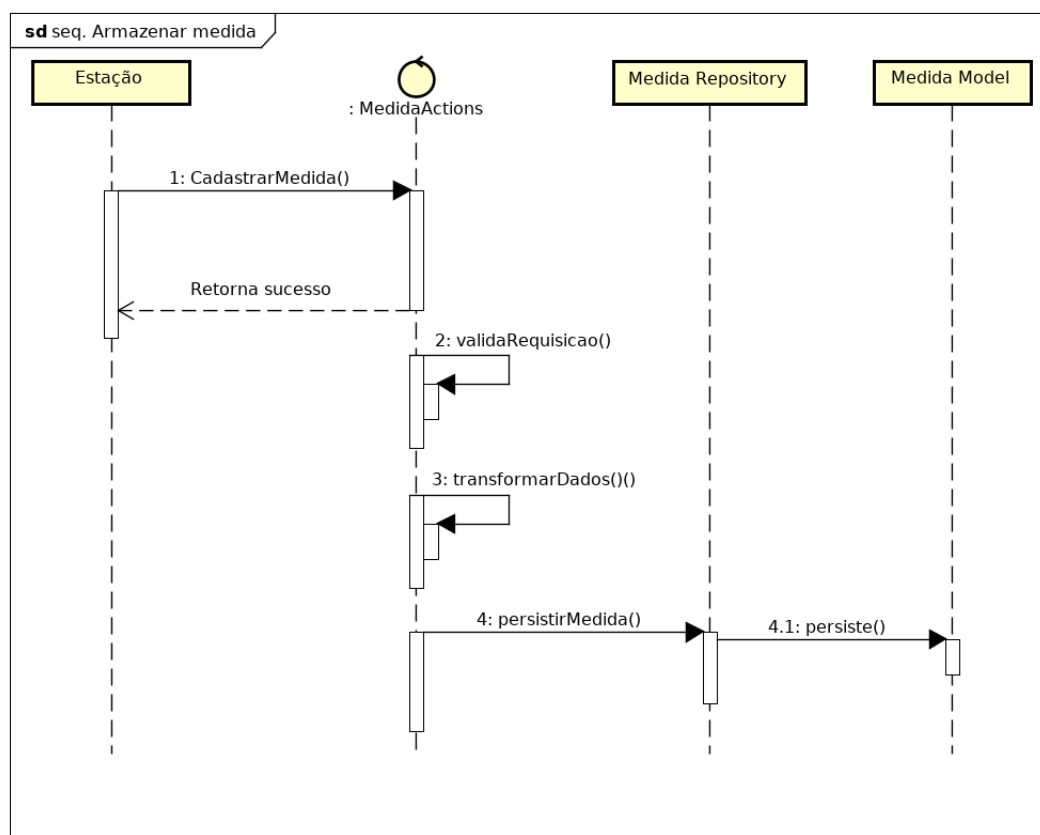 sd seq. Armazenar medida
Estação
: MedidaActions
Medida Repository
Medida Model
1: CadastrarMedida()
Retorna sucesso
2: validaRequisicao()
3: transformarDados()()
4: persistirMedida()
4.1: persiste()